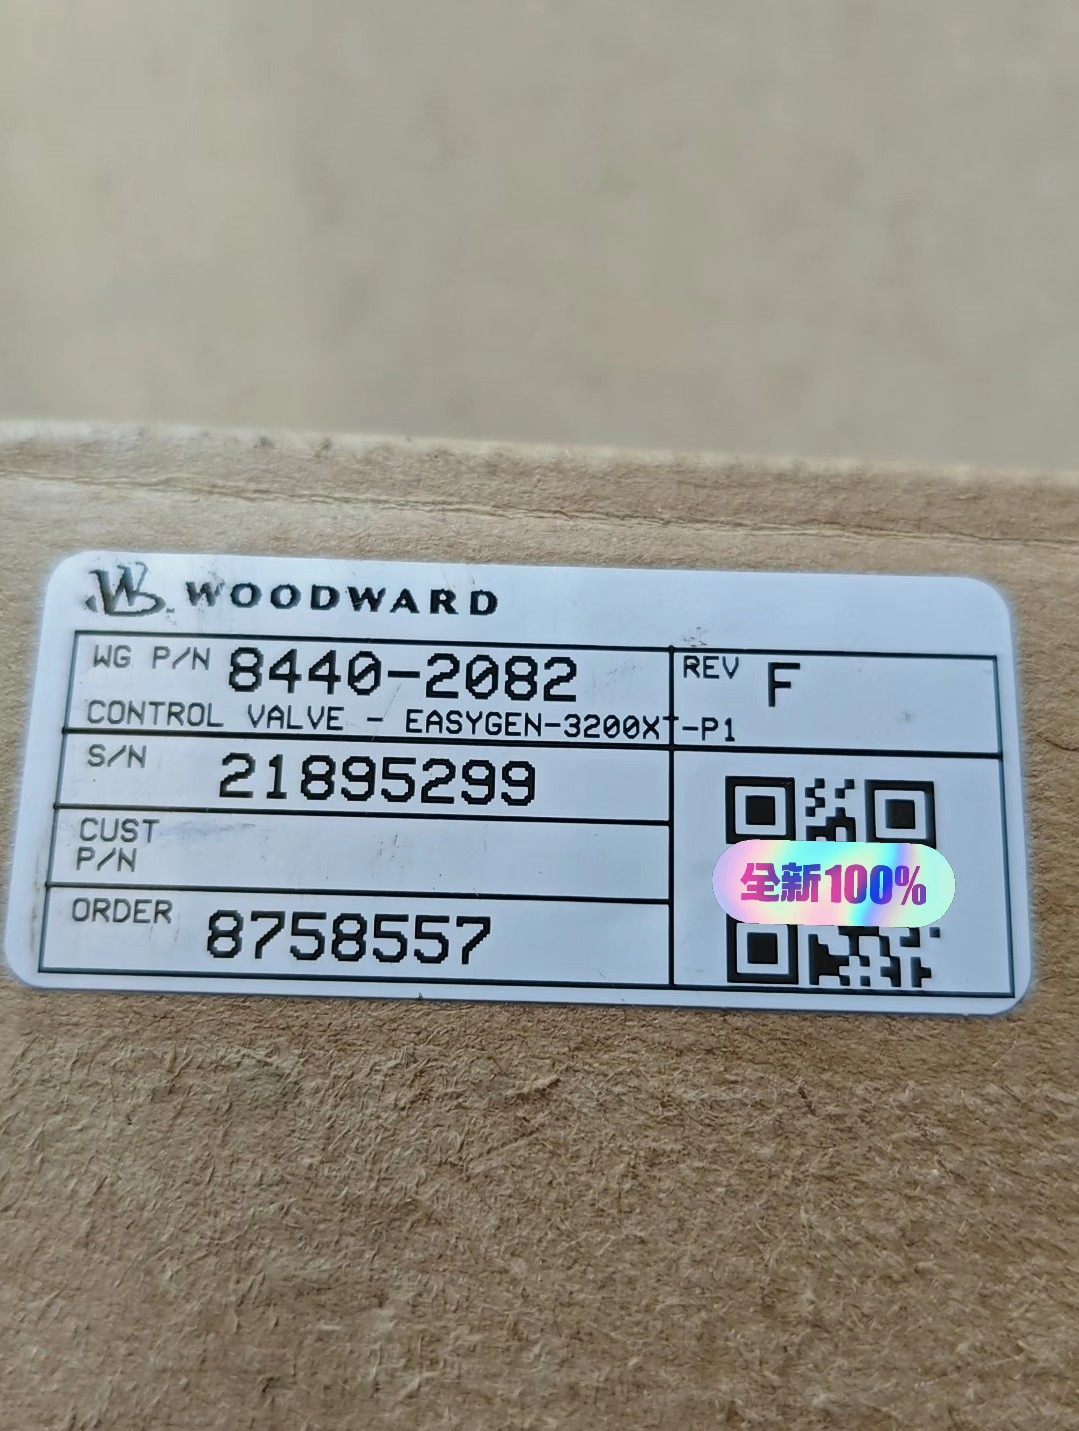 WOODWARD
WG P/N 8440-2082
REV F
CONTROL VALVE - EASYGEN-3200XT-P1
S/N 21895299
CUST
P/N
全新100%
ORDER 8758557